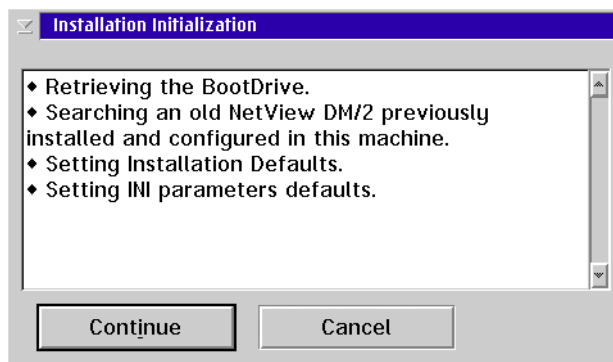 Installation Initialization
◆ Retrieving the BootDrive.
◆ Searching an old NetView DM/2 previously
installed and configured in this machine.
◆ Setting Installation Defaults.
◆ Setting INI parameters defaults.
Continue
Cancel